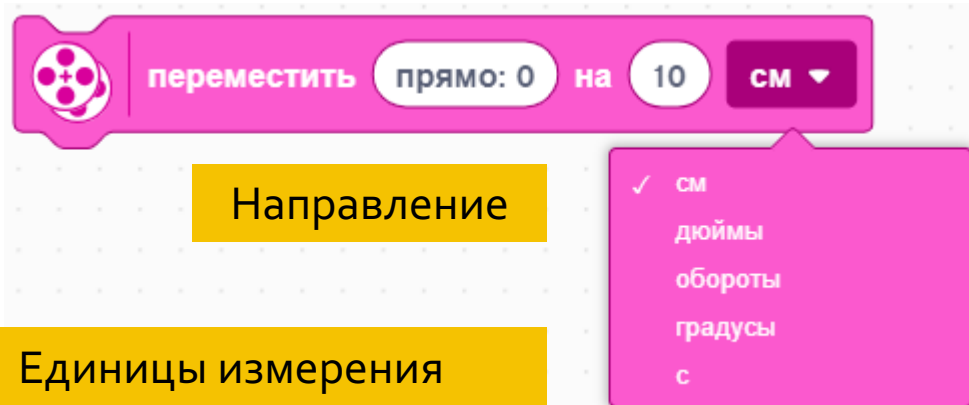 переместить прямо: 0 на 10 см
✓ см
Направление
дюймы
обороты
градусы
Единицы измерения
с